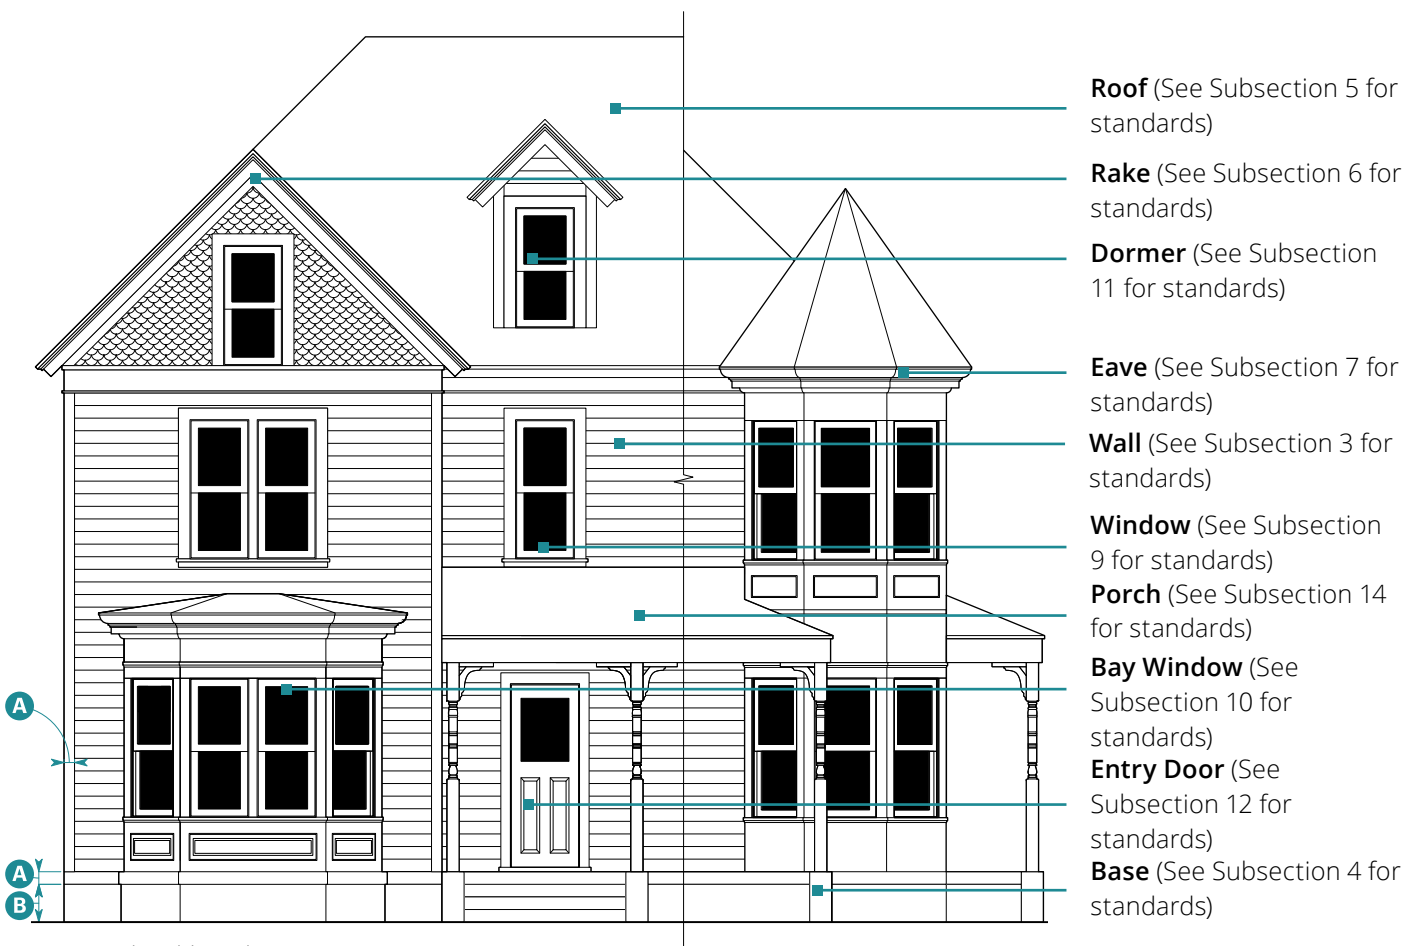 Roof (See Subsection 5 for
standards)
Rake (See Subsection 6 for
standards)
Dormer (See Subsection
11 for standards)
Eave (See Subsection 7 for
standards)
Wall (See Subsection 3 for
standards)
Window (See Subsection
9 for standards)
Porch (See Subsection 14
for standards)
Bay Window (See
Subsection 10 for
standards)
Entry Door (See
Subsection 12 for
standards)
Base (See Subsection 4 for
standards)
A
A
B